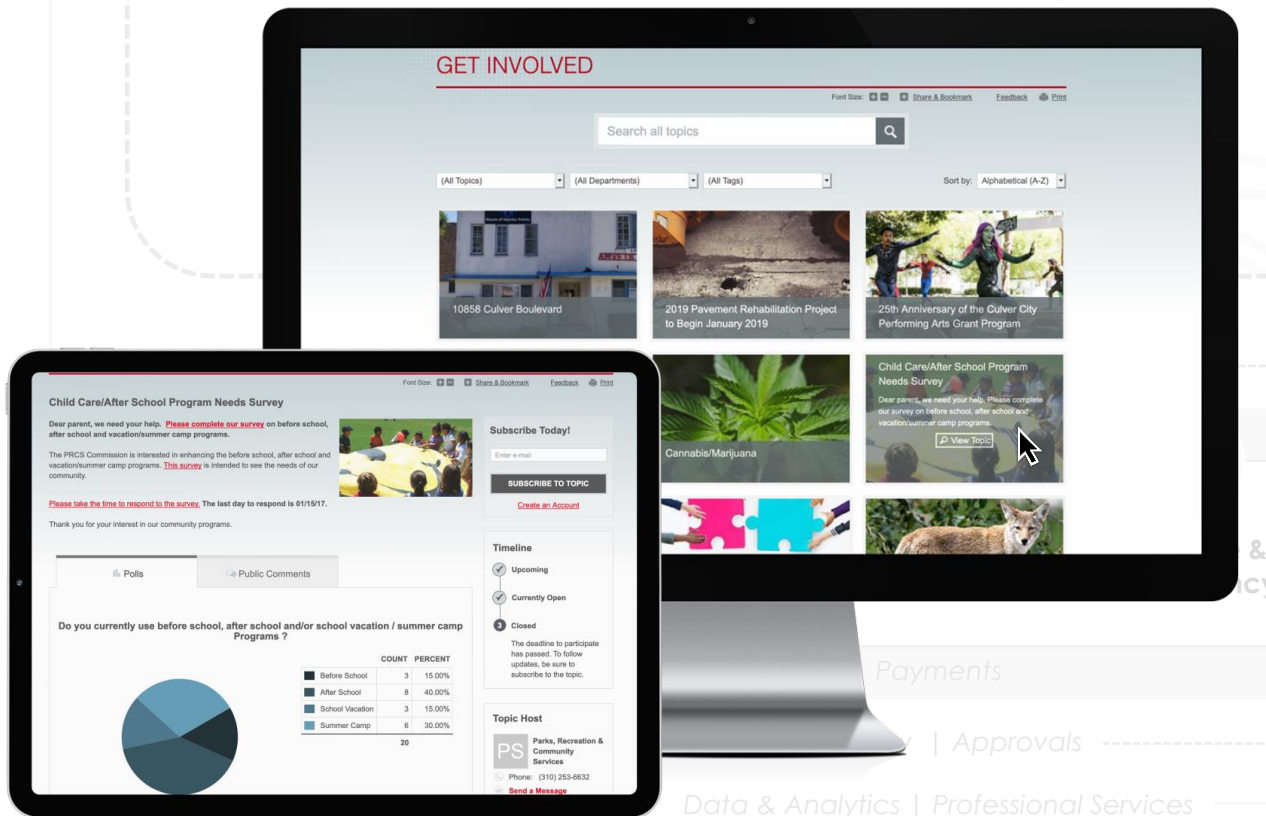 GET INVOLVED
Font Size: Share & Bookmark Feedback Print
Search all topics
(All Topics) (All Departments) (All Tags) Sort by: Alphabetical (A-Z)
10858 Culver Boulevard
2019 Pavement Rehabilitation Project
to Begin January 2019
25th Anniversary of the Culver City
Performing Arts Grant Program
Cannabis/Marijuana
Child Care/After School Program
Needs Survey
Dear parent, we need your help. Please complete
our survey on before school, after school and
vacation/summer camp programs.
View Topic
Font Size: Share & Bookmark Feedback Print
Child Care/After School Program Needs Survey
Dear parent, we need your help. Please complete our survey on before school,
after school and vacation/summer camp programs.
The PRCS Commission is interested in enhancing the before school, after school and
vacation/summer camp programs. This survey is intended to see the needs of our
community.
Please take the time to respond to the survey. The last day to respond is 01/15/17.
Thank you for your interest in our community programs.
Polls Public Comments
Do you currently use before school, after school and/or school vacation / summer camp
Programs ?
COUNT PERCENT
Before School 3 15.00%
After School 8 40.00%
School Vacation 3 15.00%
Summer Camp 6 30.00%
20
Subscribe Today!
Enter e-mail
SUBSCRIBE TO TOPIC
Create an Account
Timeline
Upcoming
Currently Open
3 Closed
The deadline to participate
has passed. To follow
updates, be sure to
subscribe to the topic.
Topic Host
PS
Parks, Recreation &
Community
Services
Phone: (310) 253-6632
Send a Message
&
Payments
| Approvals
Data & Analytics | Professional Services